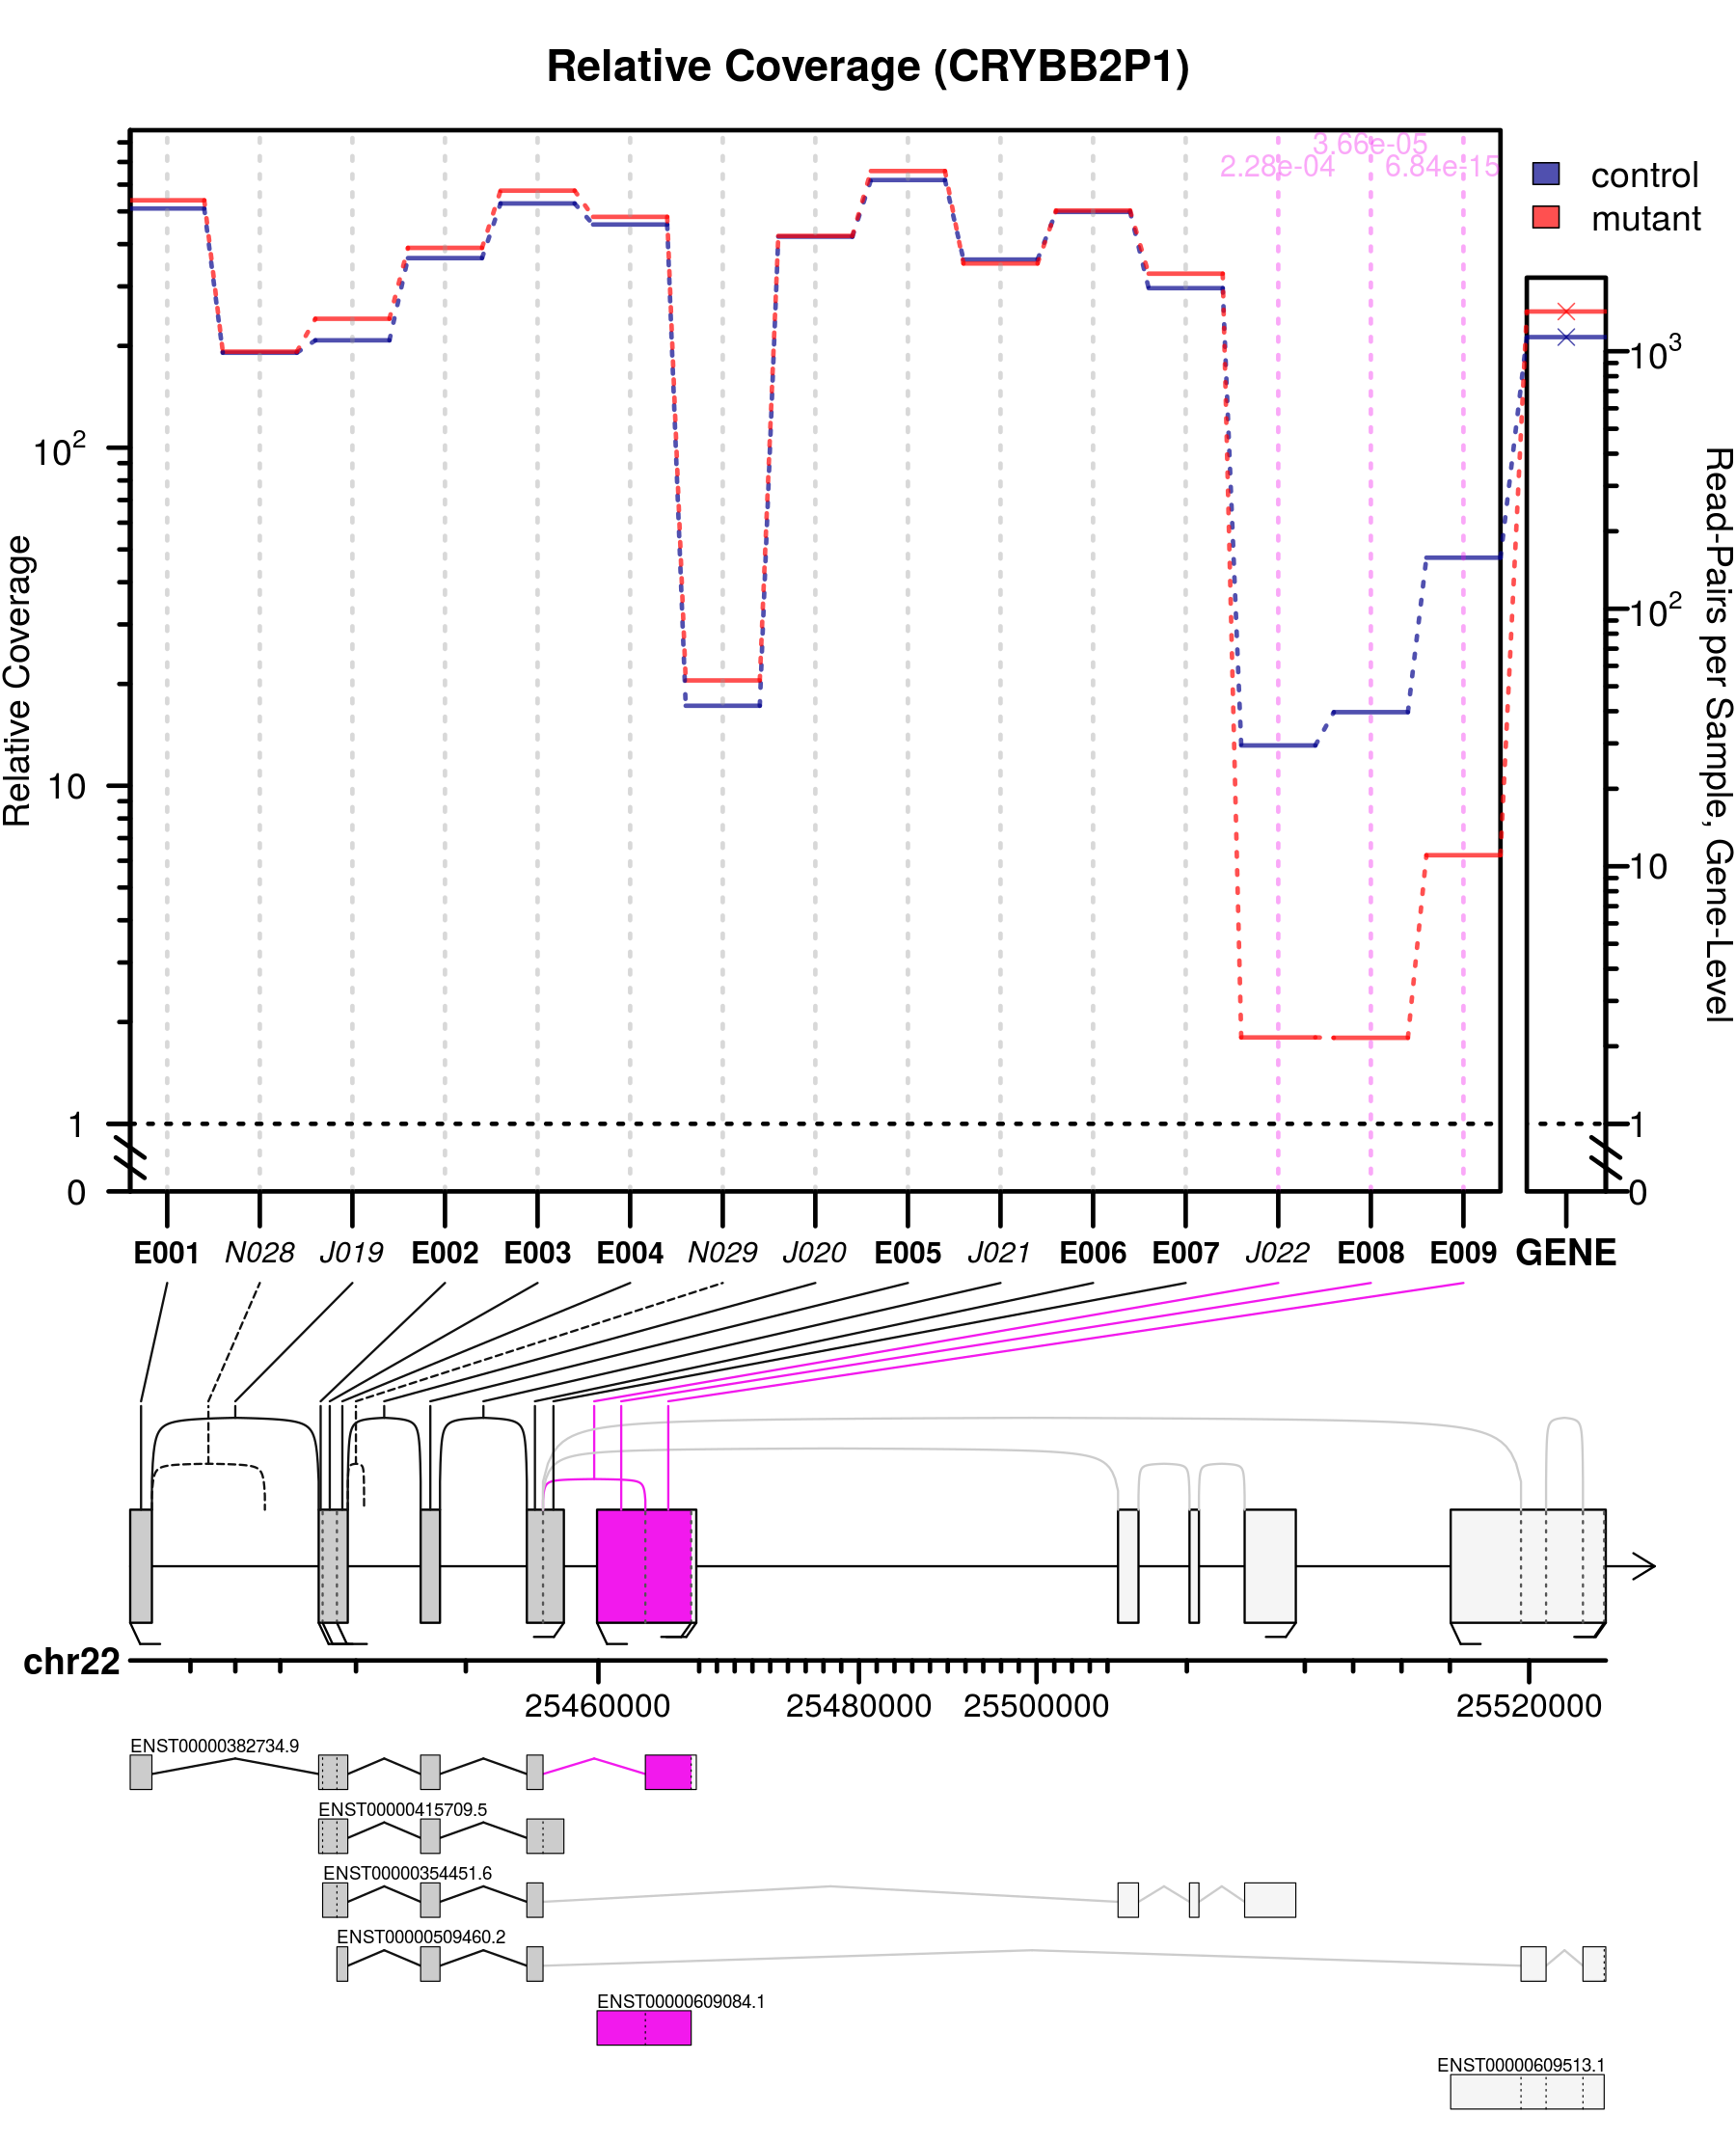 Relative Coverage (CRYBB2P1)
3.66e-05
2.28e-04
6.84e-15
control
mutant
Relative Coverage
10²
10
1
0
10³
10²
10
1
0
Read-Pairs per Sample, Gene-Level
E001 N028 J019 E002 E003 E004 N029 J020 E005 J021 E006 E007 J022 E008 E009 GENE
chr22
25460000 25480000 25500000 25520000
ENST00000382734.9
ENST00000415709.5
ENST00000354451.6
ENST00000509460.2
ENST00000609084.1
ENST00000609513.1